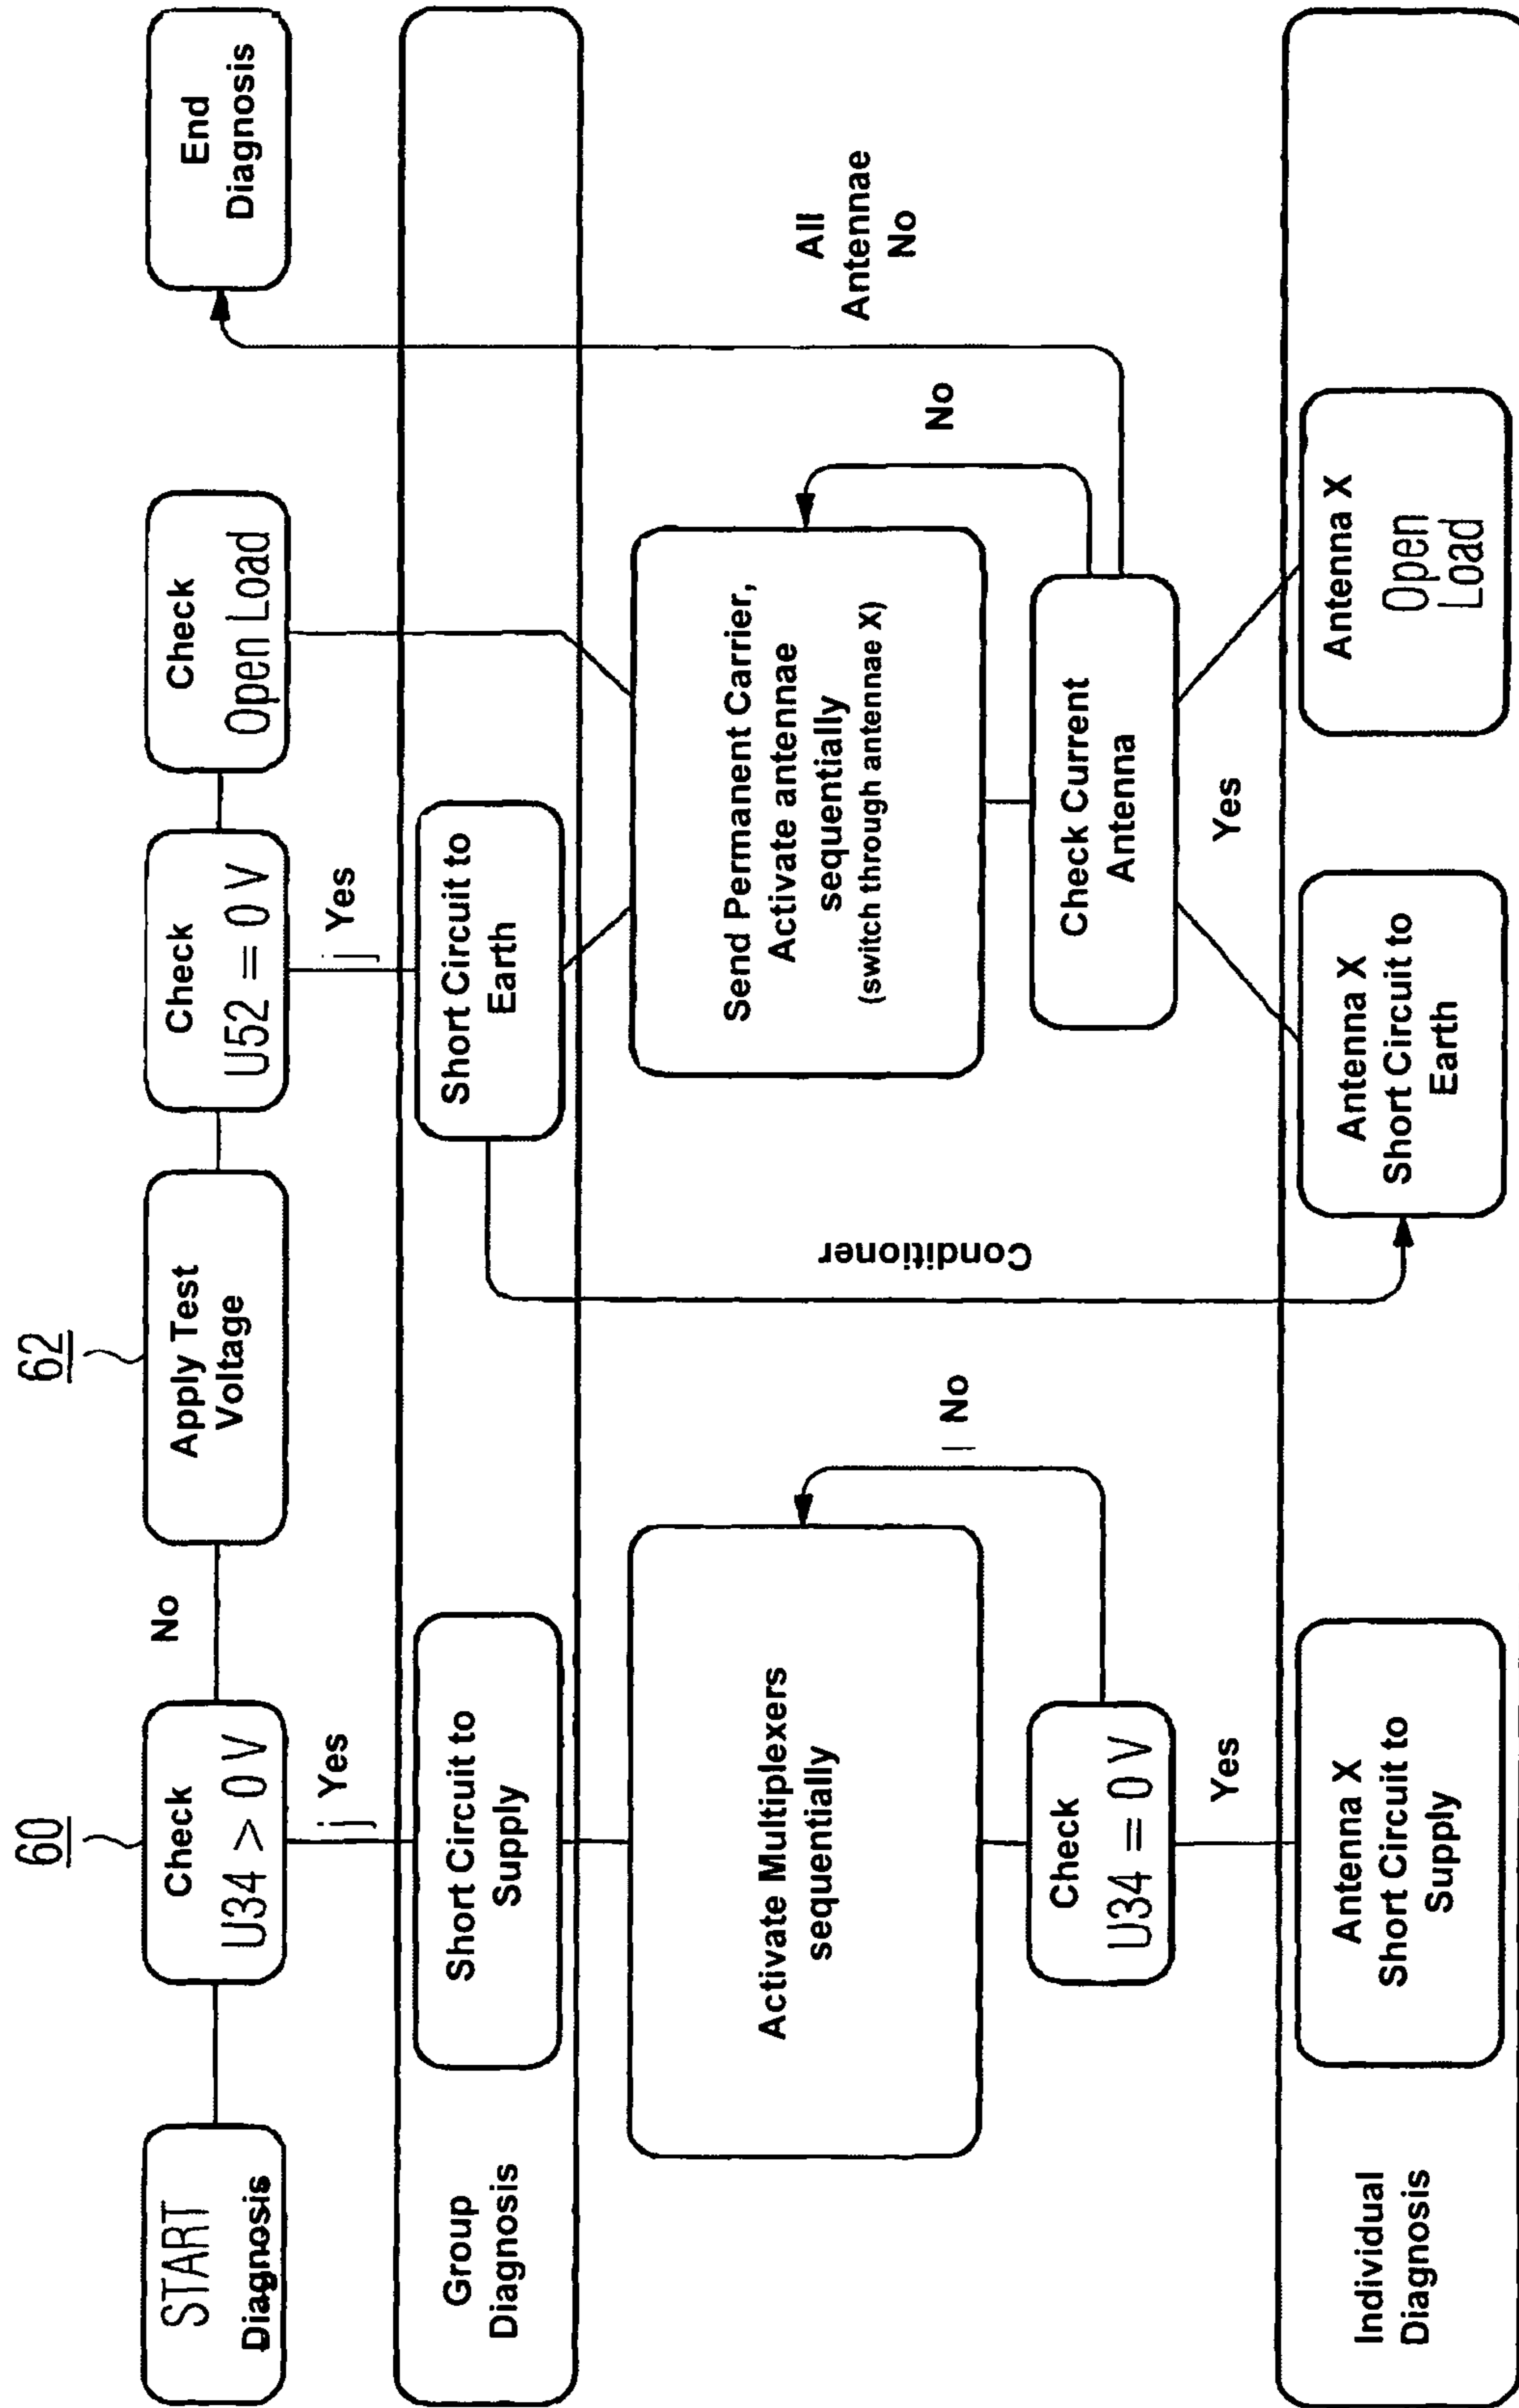 60
62
START
Diagnosis
Check
U34 > 0 V
No
Apply Test
Voltage
Check
U52 = 0 V
Check
Open Load
End
Diagnosis
j Yes
j Yes
Group
Diagnosis
Short Circuit to
Supply
Short Circuit to
Earth
Activate Multiplexers
sequentially
Conditioner
Send Permanent Carrier,
Activate antennae
sequentially
(switch through antennae X)
All
Antennae
No
No
No
Check
U34 = 0 V
Check Current
Antenna
Yes
Yes
Individual
Diagnosis
Antenna X
Short Circuit to
Supply
Antenna X
Short Circuit to
Earth
Antenna X
Open
Load